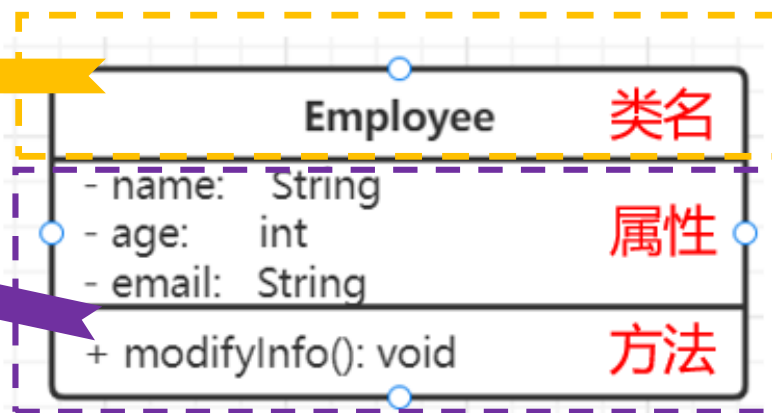 Employee 类名
- name: String
- age: int 属性
- email: String
+ modifyInfo(): void 方法